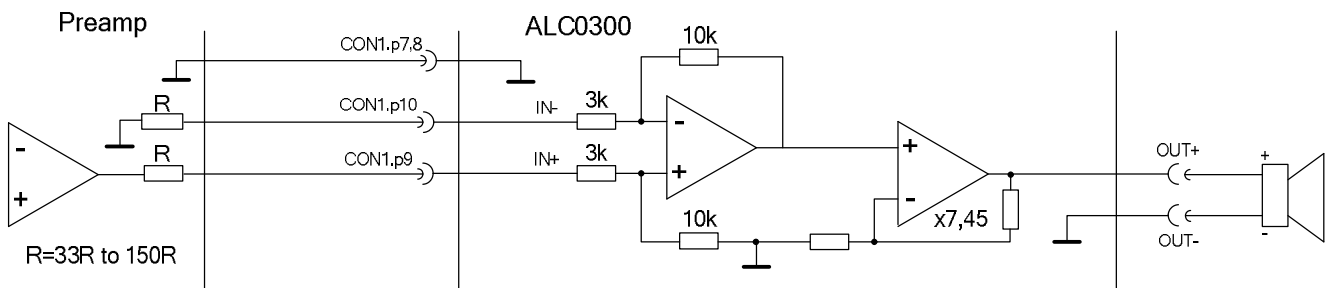 Preamp
ALC0300
CON1.p7,8
10k
R
CON1.p10
IN-
3k
-
+
R
CON1.p9
IN+
3k
-
+
+
-
x7,45
10k
OUT+
+
OUT-
-
R=33R to 150R